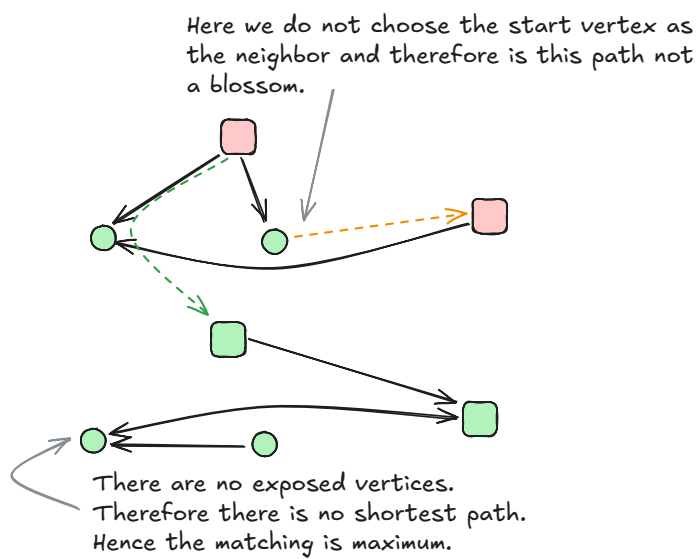 Here we do not choose the start vertex as
the neighbor and therefore is this path not
a blossom.
There are no exposed vertices.
Therefore there is no shortest path.
Hence the matching is maximum.